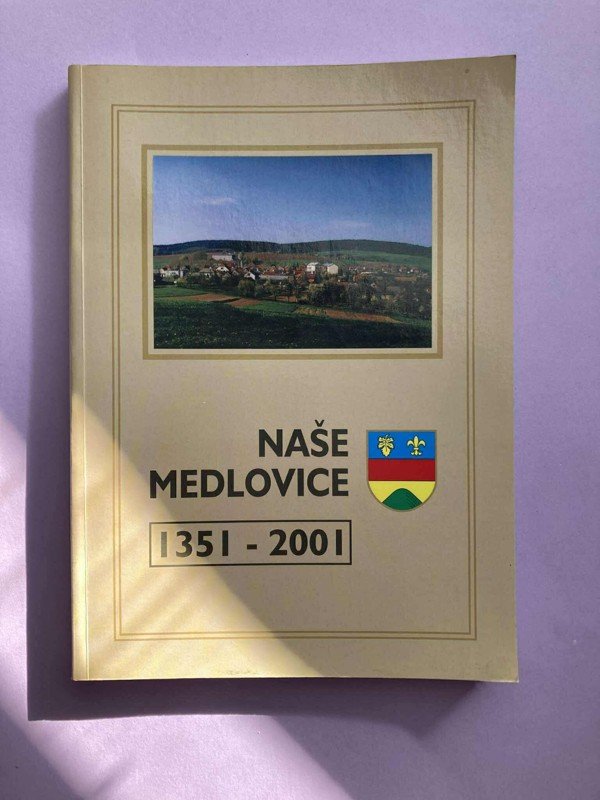 NAŠE
MEDLOVICE
1351 - 2001